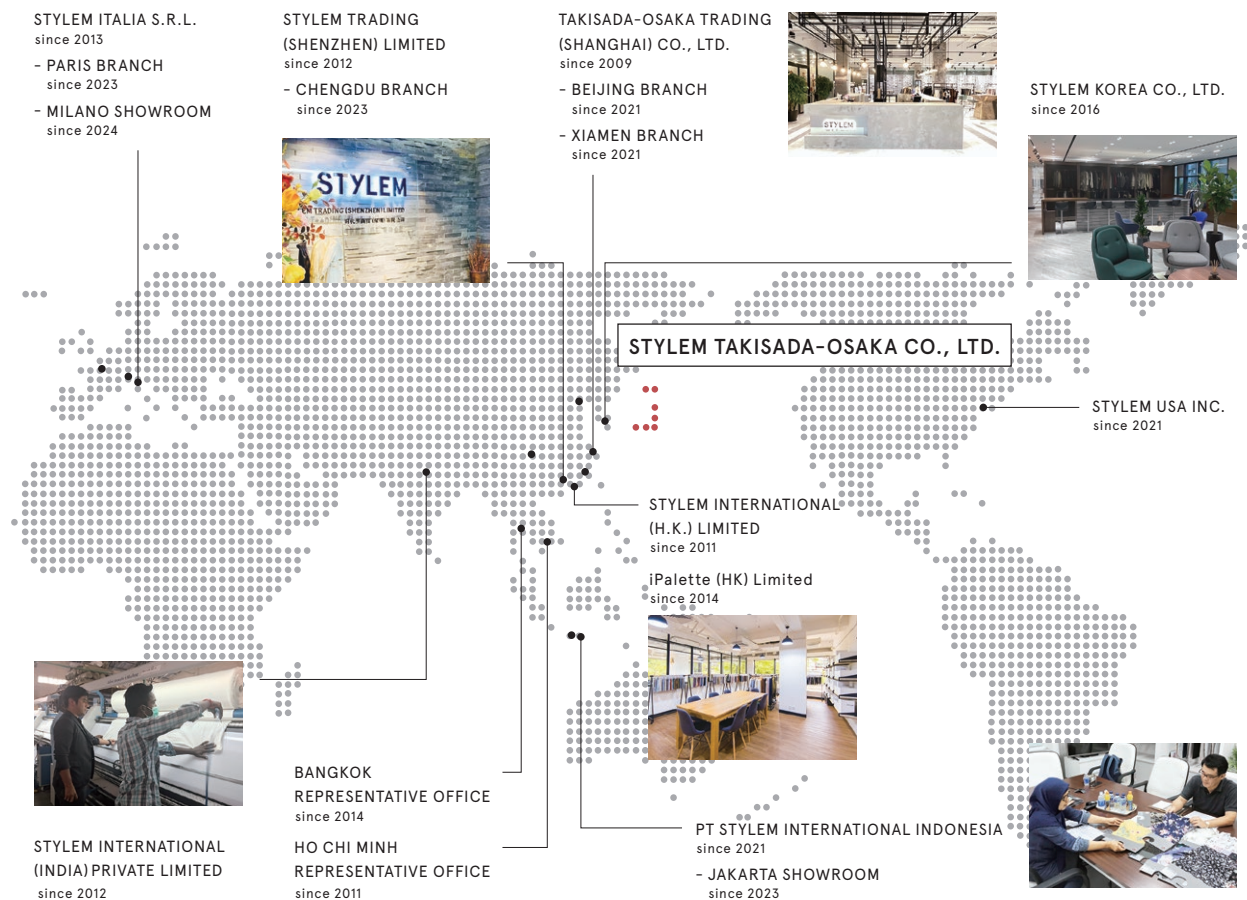 STYLEM ITALIA S.R.L.
since 2013
- PARIS BRANCH
since 2023
- MILANO SHOWROOM
since 2024
STYLEM TRADING
(SHENZHEN) LIMITED
since 2012
- CHENGDU BRANCH
since 2023
STYLEM
TAKISADA-OSAKA TRADING
(SHANGHAI) CO., LTD.
since 2009
- BEIJING BRANCH
since 2021
- XIAMEN BRANCH
since 2021
STYLEM
STYLEM KOREA CO., LTD.
since 2016
STYLEM TAKISADA-OSAKA CO., LTD.
STYLEM USA INC.
since 2021
STYLEM INTERNATIONAL
(H.K.) LIMITED
since 2011
iPalette (HK) Limited
since 2014
BANGKOK
REPRESENTATIVE OFFICE
since 2014
HO CHI MINH
REPRESENTATIVE OFFICE
since 2011
STYLEM INTERNATIONAL
(INDIA) PRIVATE LIMITED
since 2012
PT STYLEM INTERNATIONAL INDONESIA
since 2021
- JAKARTA SHOWROOM
since 2023